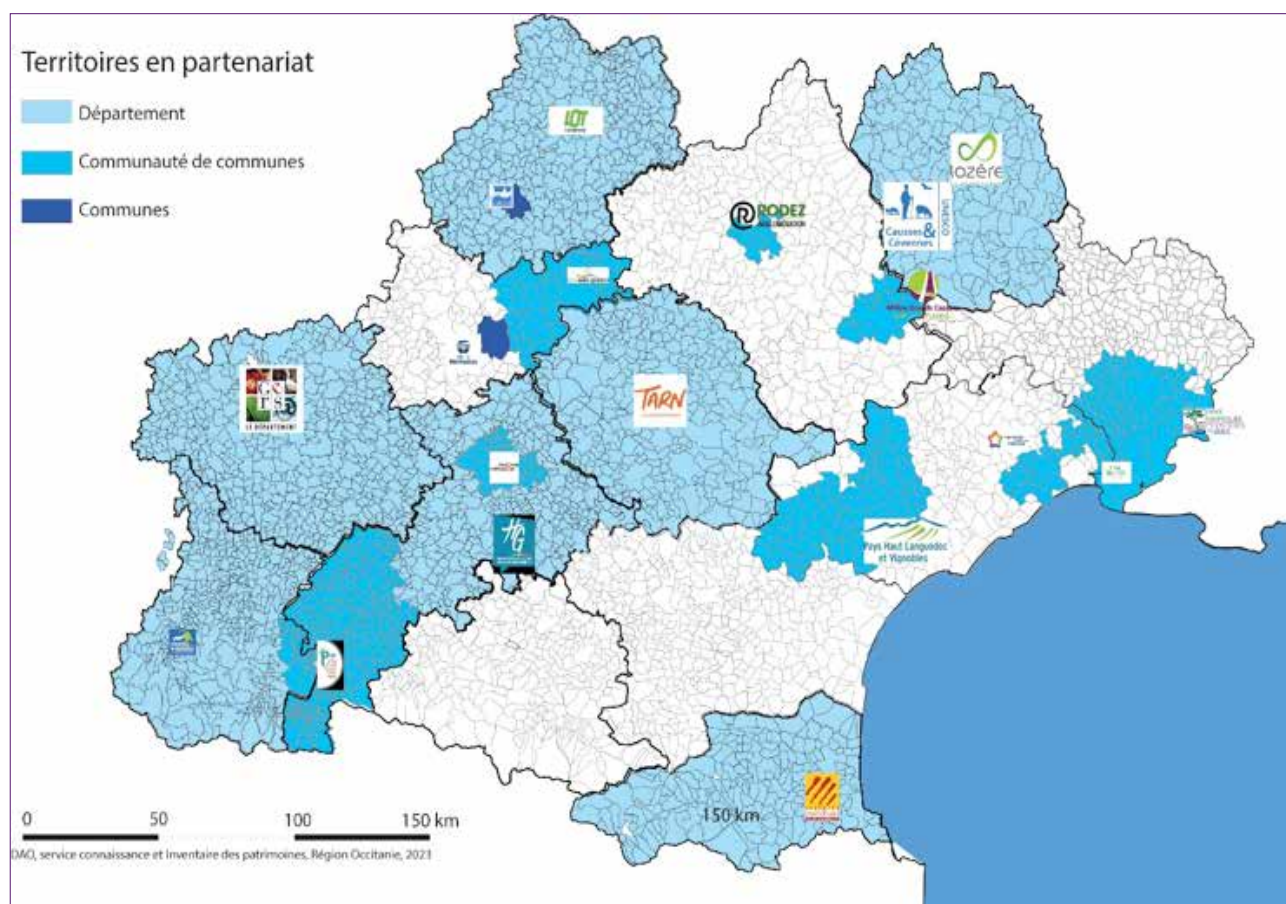 Territoires en partenariat
Département
Communauté de communes
Communes
LOT
lozère
UNESCO
Causses &
Cévennes
RODEZ
TARN
LE DÉPARTEMENT
HG
Pays Haut Languedoc
et Vignobles
150 km
0 50 100 150 km
DAO, service connaissance et Inventaire des patrimoines, Région Occitanie, 2023